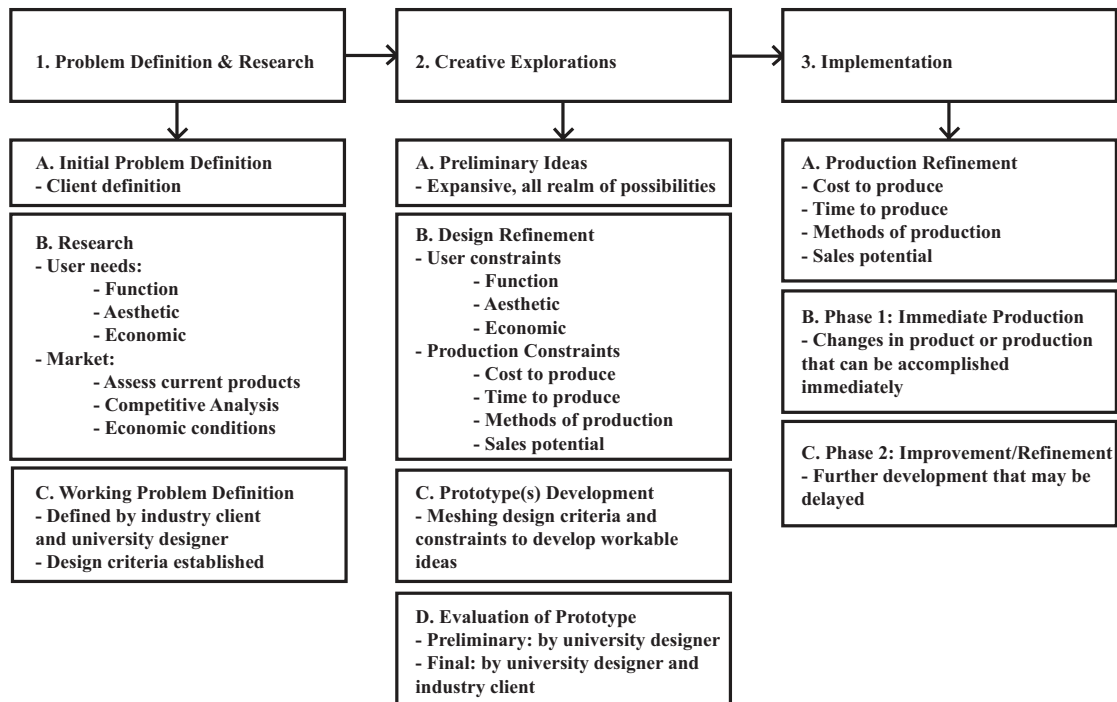 1. Problem Definition & Research
2. Creative Explorations
3. Implementation
A. Initial Problem Definition
- Client definition
B. Research
- User needs:
- Function
- Aesthetic
- Economic
- Market:
- Assess current products
- Competitive Analysis
- Economic conditions
C. Working Problem Definition
- Defined by industry client
and university designer
- Design criteria established
A. Preliminary Ideas
- Expansive, all realm of possibilities
B. Design Refinement
- User constraints
- Function
- Aesthetic
- Economic
- Production Constraints
- Cost to produce
- Time to produce
- Methods of production
- Sales potential
C. Prototype(s) Development
- Meshing design criteria and
constraints to develop workable
ideas
D. Evaluation of Prototype
- Preliminary: by university designer
- Final: by university designer and
industry client
A. Production Refinement
- Cost to produce
- Time to produce
- Methods of production
- Sales potential
B. Phase 1: Immediate Production
- Changes in product or production
that can be accomplished
immediately
C. Phase 2: Improvement/Refinement
- Further development that may be
delayed